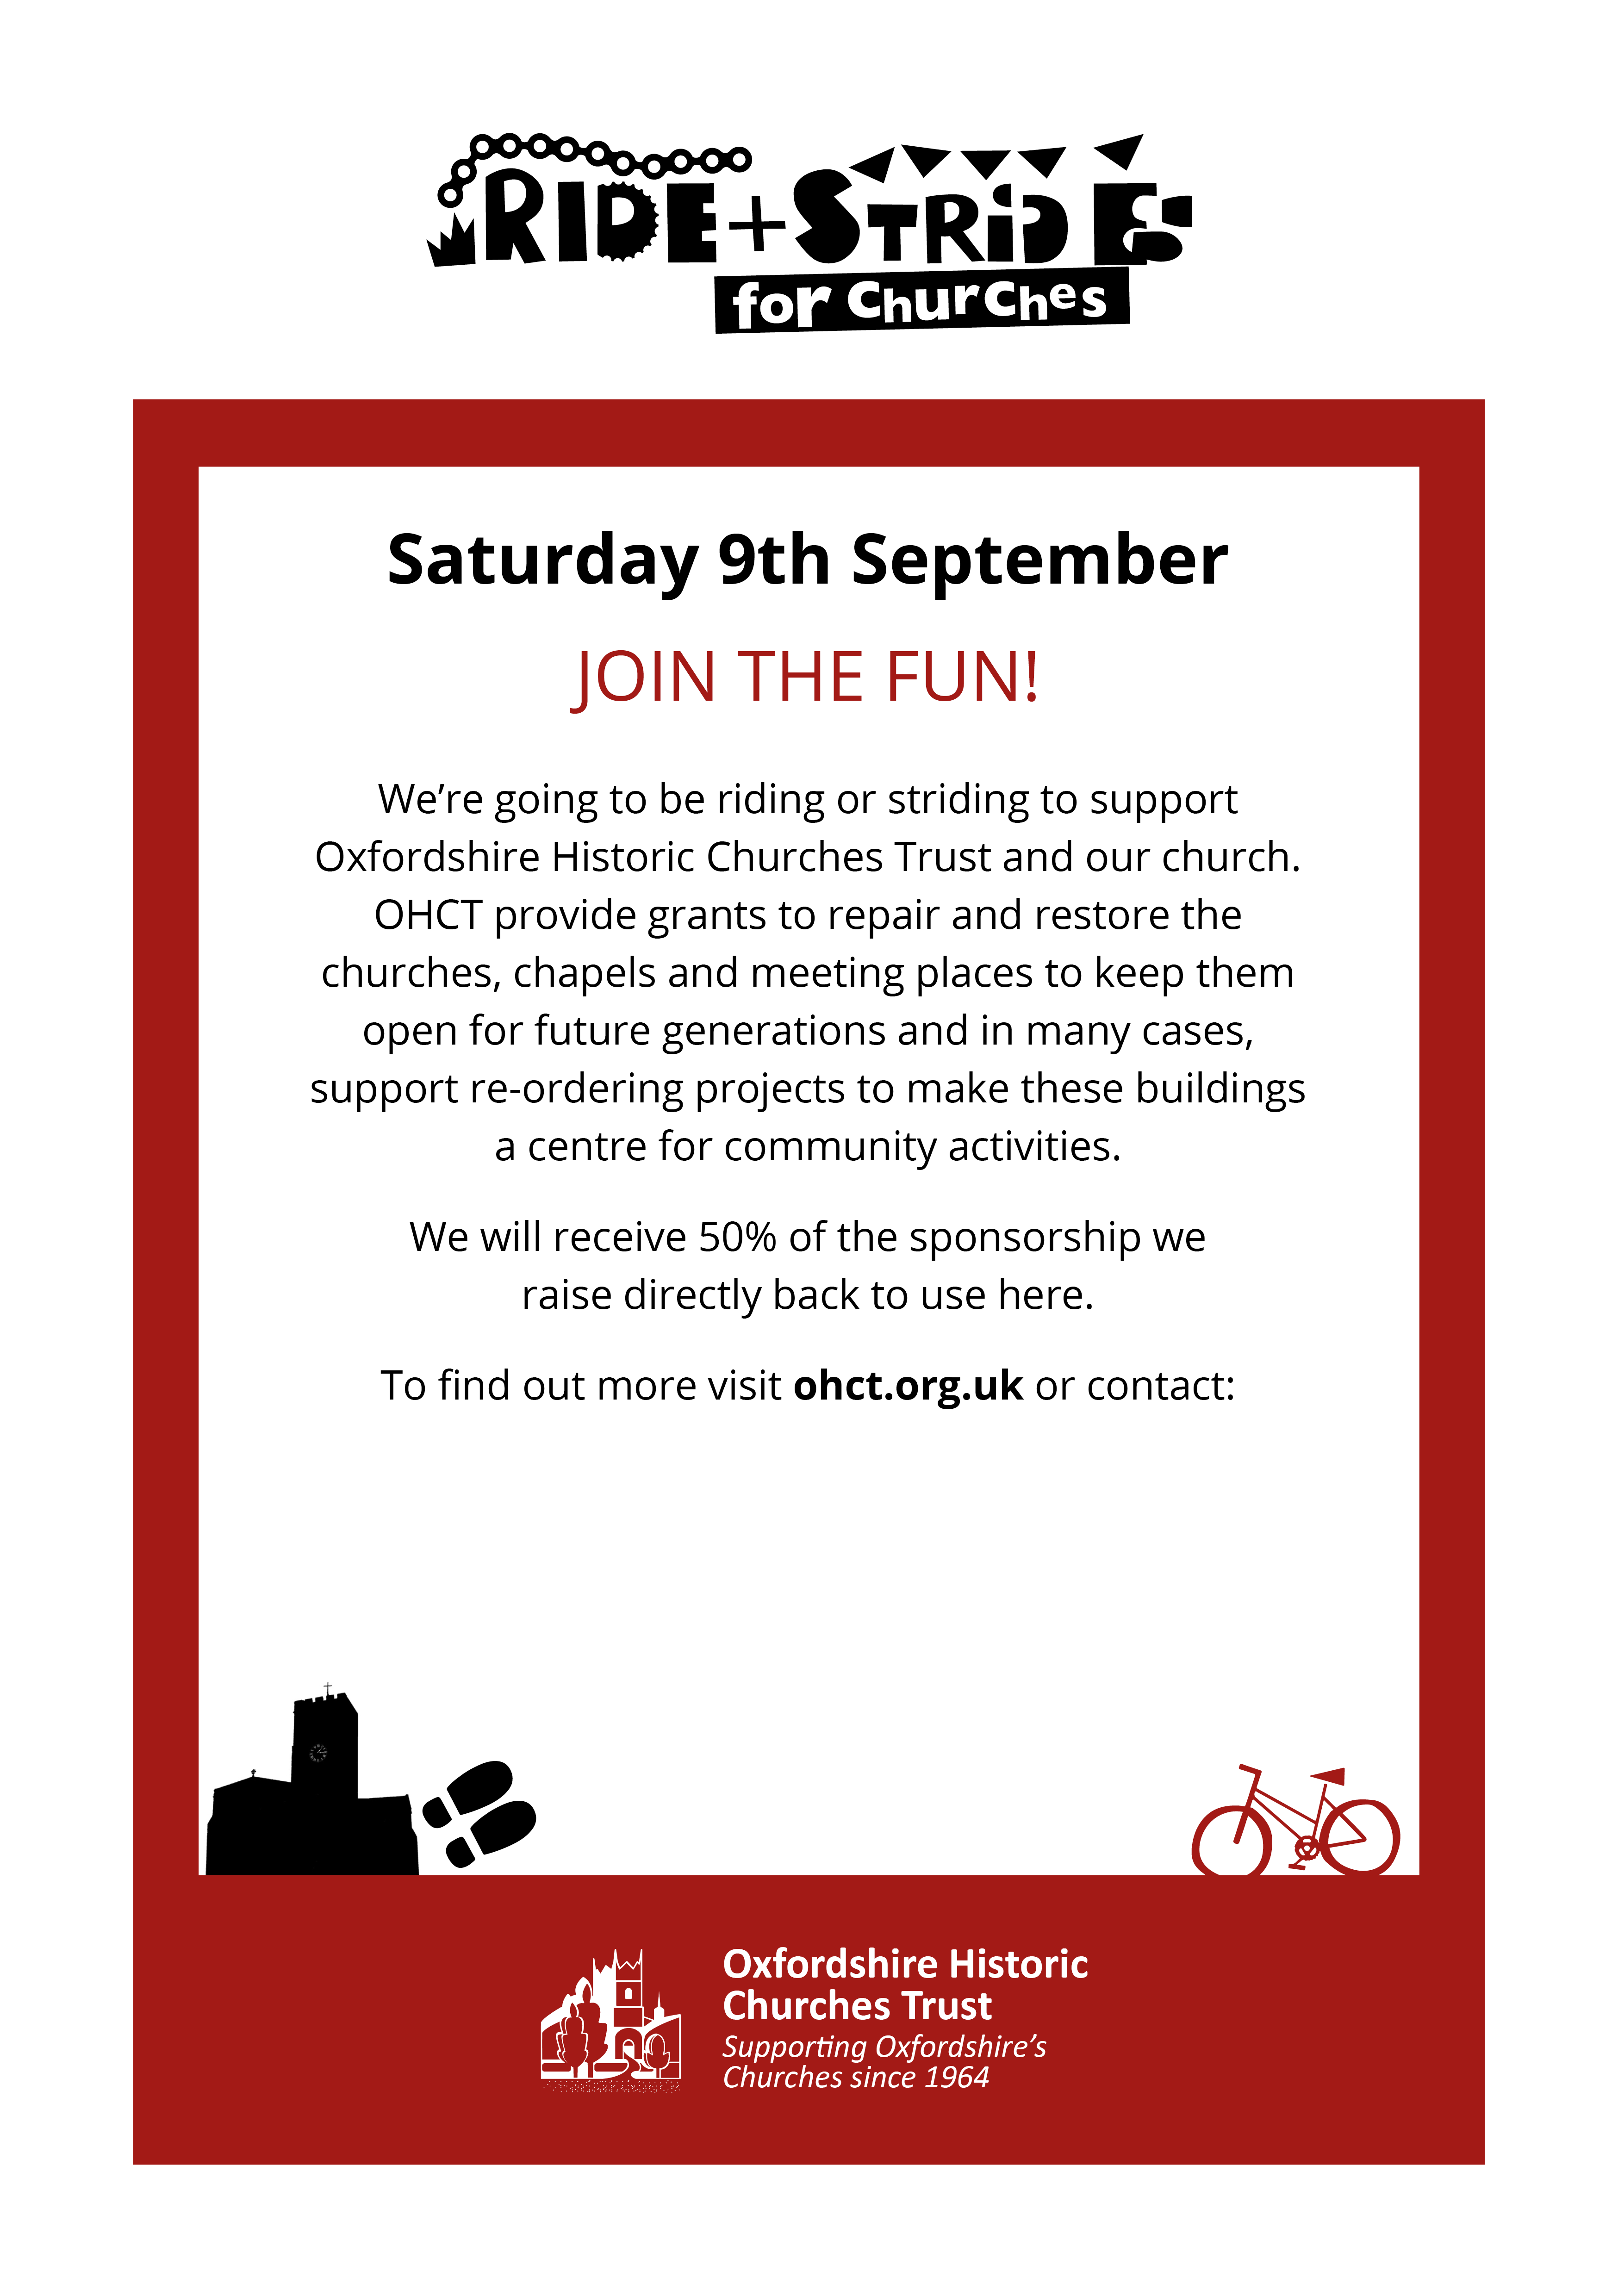 RIDE+STRIDE
for Churches
Saturday 9th September
JOIN THE FUN!
We’re going to be riding or striding to support
Oxfordshire Historic Churches Trust and our church.
OHCT provide grants to repair and restore the
churches, chapels and meeting places to keep them
open for future generations and in many cases,
support re-ordering projects to make these buildings
a centre for community activities.
We will receive 50% of the sponsorship we
raise directly back to use here.
To find out more visit ohct.org.uk or contact:
Oxfordshire Historic
Churches Trust
Supporting Oxfordshire’s
Churches since 1964